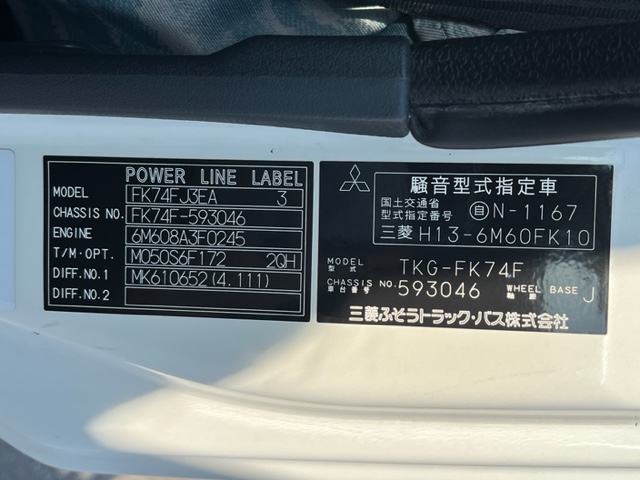 POWER LINE LABEL
MODEL FK74FJ3EA 3
CHASSIS NO. FK74F-593046
ENGINE 6M608A3F0245
T/M·OPT. M050S6F172 2QH
DIFF.NO.1 MK610652(4.111)
DIFF.NO.2
騒音型式指定車
国土交通省
型式指定番号 自N-1167
三菱 H13-6M60FK10
MODEL
型式 TKG-FK74F
CHASSIS NO. 593046 WHEEL BASE J
車台番号 軸距
三菱ふそうトラック・バス株式会社